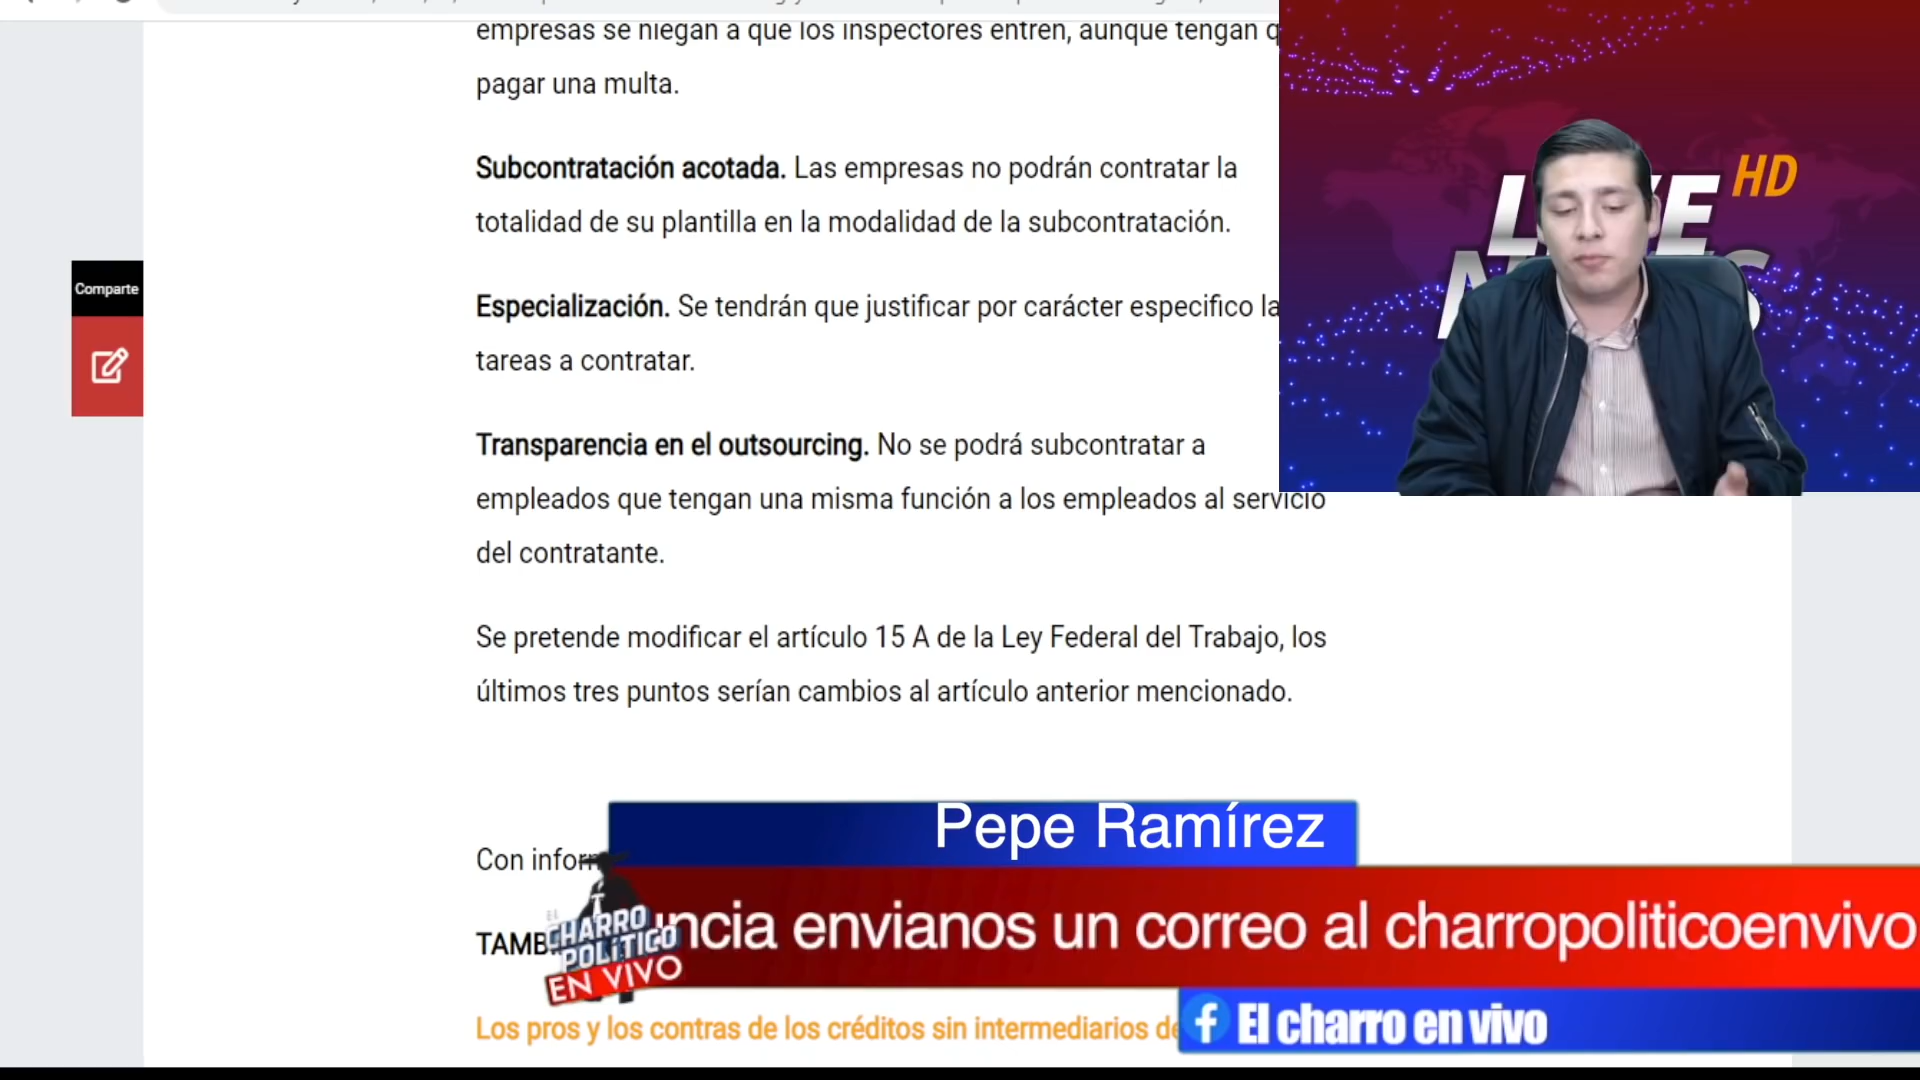 empresas se niegan a que los inspectores entren, aunque tengan
pagar una multa.
Subcontratación acotada. Las empresas no podrán contratar la
totalidad de su plantilla en la modalidad de la subcontratación.
Especialización. Se tendrán que justificar por carácter especifico la
tareas a contratar.
Transparencia en el outsourcing. No se podrá subcontratar a
empleados que tengan una misma función a los empleados al servicio
del contratante.
Se pretende modificar el artículo 15 A de la Ley Federal del Trabajo, los
últimos tres puntos serían cambios al artículo anterior mencionado.
Comparte
HD
Pepe Ramírez
Con
EL
CHARRO
POLÍTICO
EN VIVO
envianos un correo al charropoliticoenvivo
Los pros y los contras de los créditos sin intermediarios
El charro en vivo